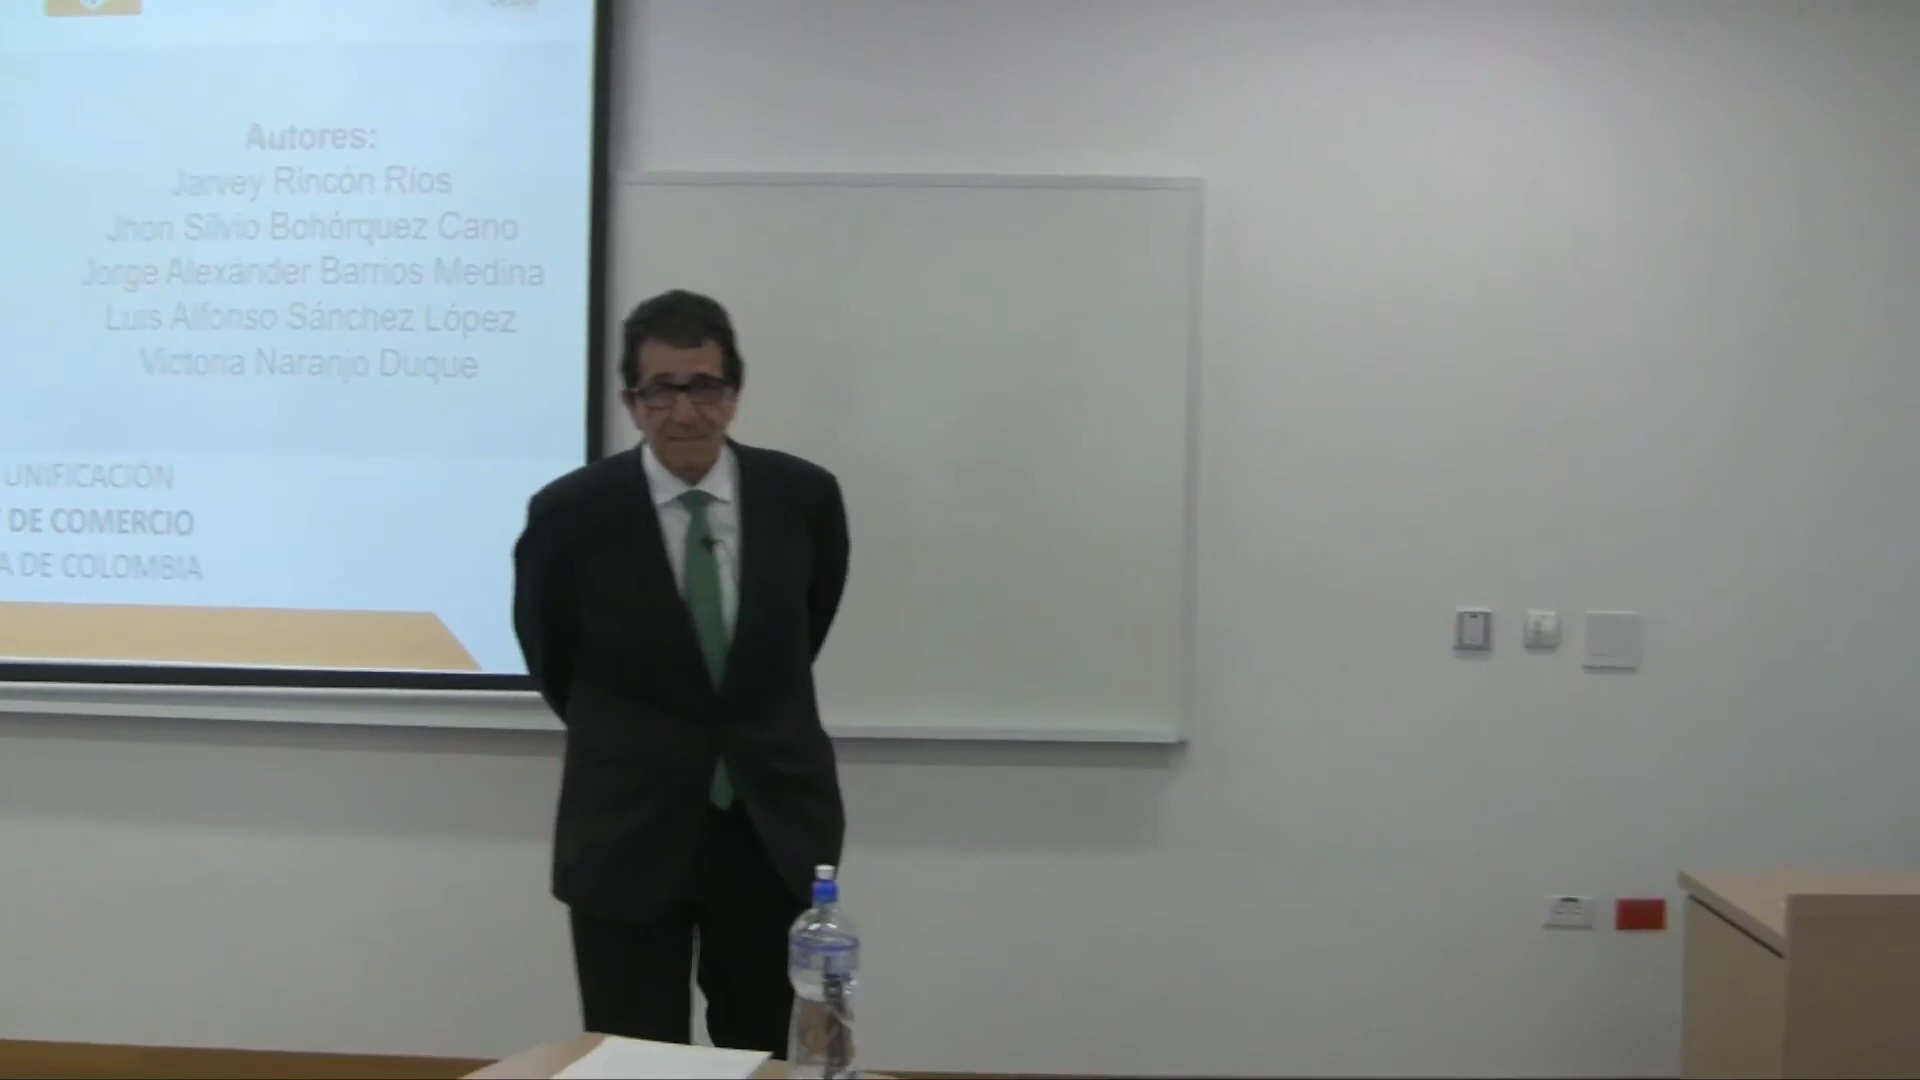 Autores:
Jarvey Rincón Ríos
Jhon Silvio Bohórquez Cano
Jorge Alexánder Barrios Medina
Luis Alfonso Sánchez López
Victoria Naranjo Duque
UNIFICACIÓN
DE COMERCIO
A DE COLOMBIA